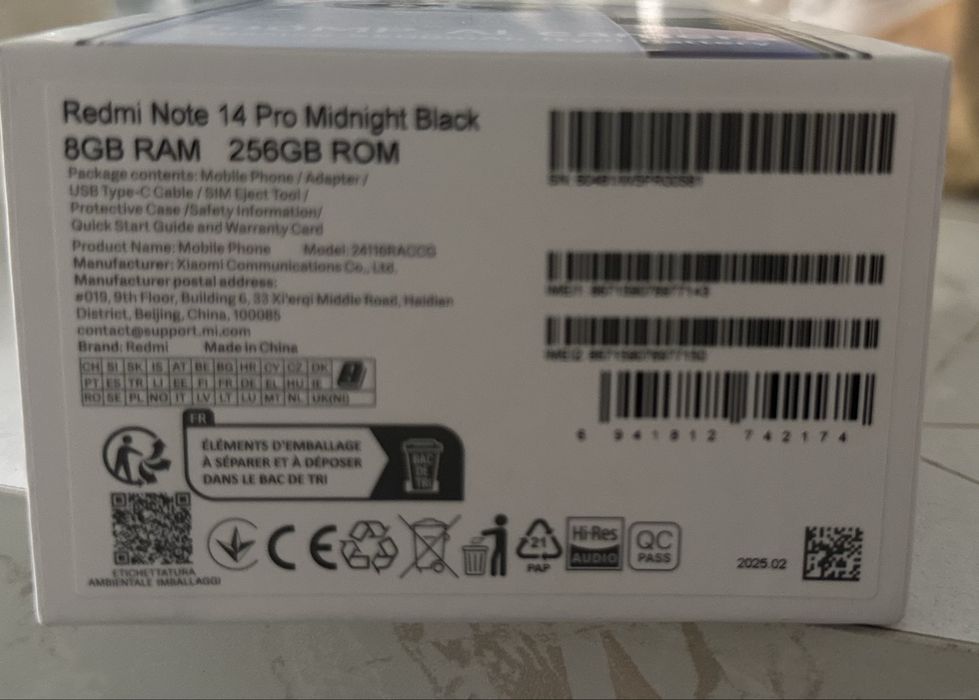 Redmi Note 14 Pro Midnight Black
8GB RAM 256GB ROM
Package contents: Mobile Phone / Adapter /
USB Type-C Cable / SIM Eject Tool /
Protective Case /Safety Information/
Quick Start Guide and Warranty Card
Product Name: Mobile Phone Model: 24116RACCG
Manufacturer: Xiaomi Communications Co., Ltd.
Manufacturer postal address:
#019, 9th Floor, Building 6, 33 Xi'erqi Middle Road, Haidian
District, Beijing, China, 100085
contact@support.mi.com
Brand: Redmi Made in China
CH SI SK IS AT BE BG HR CY CZ DK
PT ES TR LI EE FI FR DE EL HU IE
RO SE PL NO IT LV LT LU MT NL UK(NI)
FR
ÉLÉMENTS D'EMBALLAGE
À SÉPARER ET À DÉPOSER
DANS LE BAC DE TRI
BAC
DE
TRI
ETICHETTATURA
AMBIENTALE IMBALLAGGI
CE
21
PAP
Hi-Res
AUDIO
QC
PASS
SN:
IMEI1:
IMEI2:
6 941812 742174
2025.02